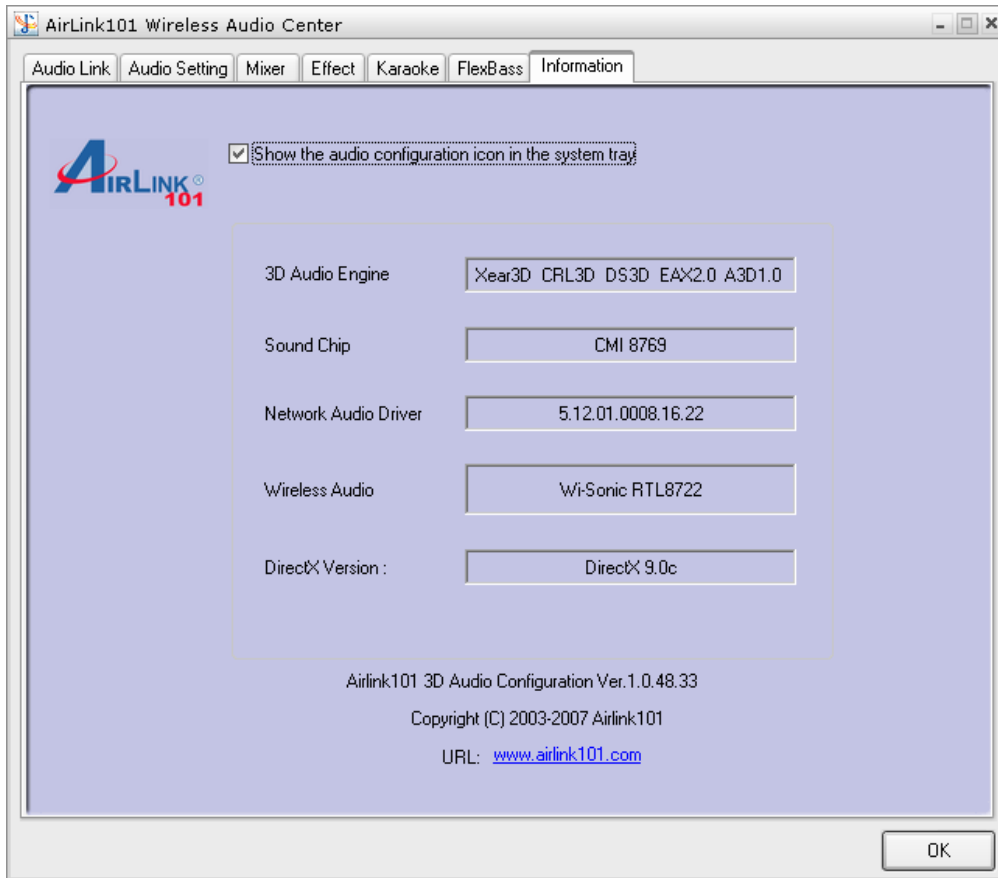 AirLink101 Wireless Audio Center
Audio Link Audio Setting Mixer Effect Karaoke FlexBass Information
AIRLINK ®
101
Show the audio configuration icon in the system tray
3D Audio Engine Xear3D CRL3D DS3D EAX2.0 A3D1.0
Sound Chip CMI 8769
Network Audio Driver 5.12.01.0008.16.22
Wireless Audio Wi-Sonic RTL8722
DirectX Version : DirectX 9.0c
Airlink101 3D Audio Configuration Ver.1.0.48.33
Copyright (C) 2003-2007 Airlink101
URL: www.airlink101.com
OK